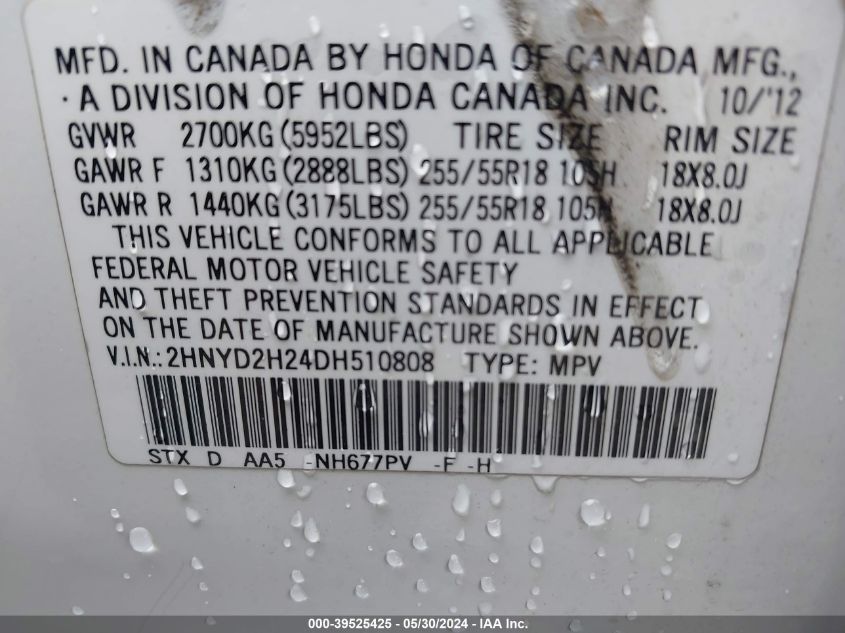 MFD. IN CANADA BY HONDA OF CANADA MFG.,
· A DIVISION OF HONDA CANADA INC. 10/'12
GVWR 2700KG (5952LBS) TIRE SIZE RIM SIZE
GAWR F 1310KG (2888LBS) 255/55R18 105H 18X8.0J
GAWR R 1440KG (3175LBS) 255/55R18 105H 18X8.0J
THIS VEHICLE CONFORMS TO ALL APPLICABLE
FEDERAL MOTOR VEHICLE SAFETY
AND THEFT PREVENTION STANDARDS IN EFFECT
ON THE DATE OF MANUFACTURE SHOWN ABOVE.
V.I.N.: 2HNYD2H24DH510808 TYPE: MPV
STX D AA5 -NH677PV -F -H
000-39525425 - 05/30/2024 - IAA Inc.